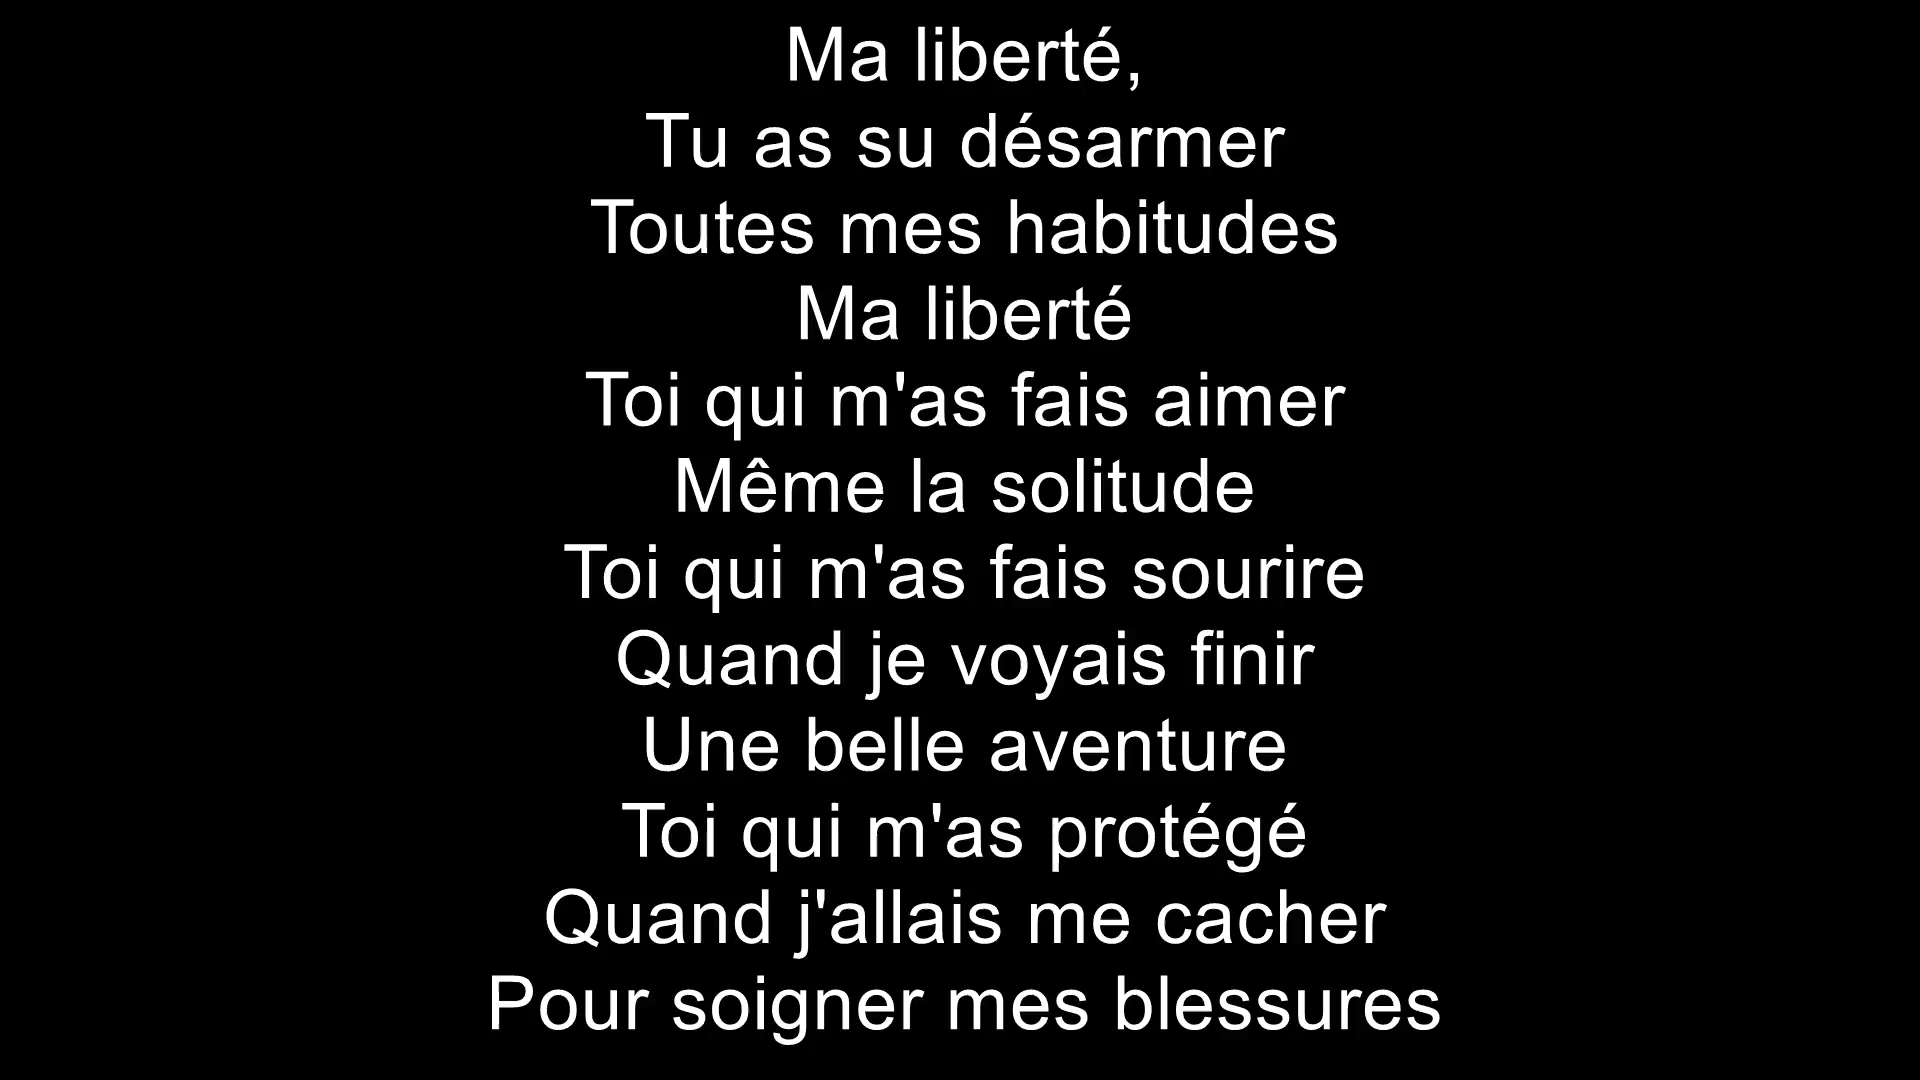 Ma liberté,
Tu as su désarmer
Toutes mes habitudes
Ma liberté
Toi qui m'as fais aimer
Même la solitude
Toi qui m'as fais sourire
Quand je voyais finir
Une belle aventure
Toi qui m'as protégé
Quand j'allais me cacher
Pour soigner mes blessures